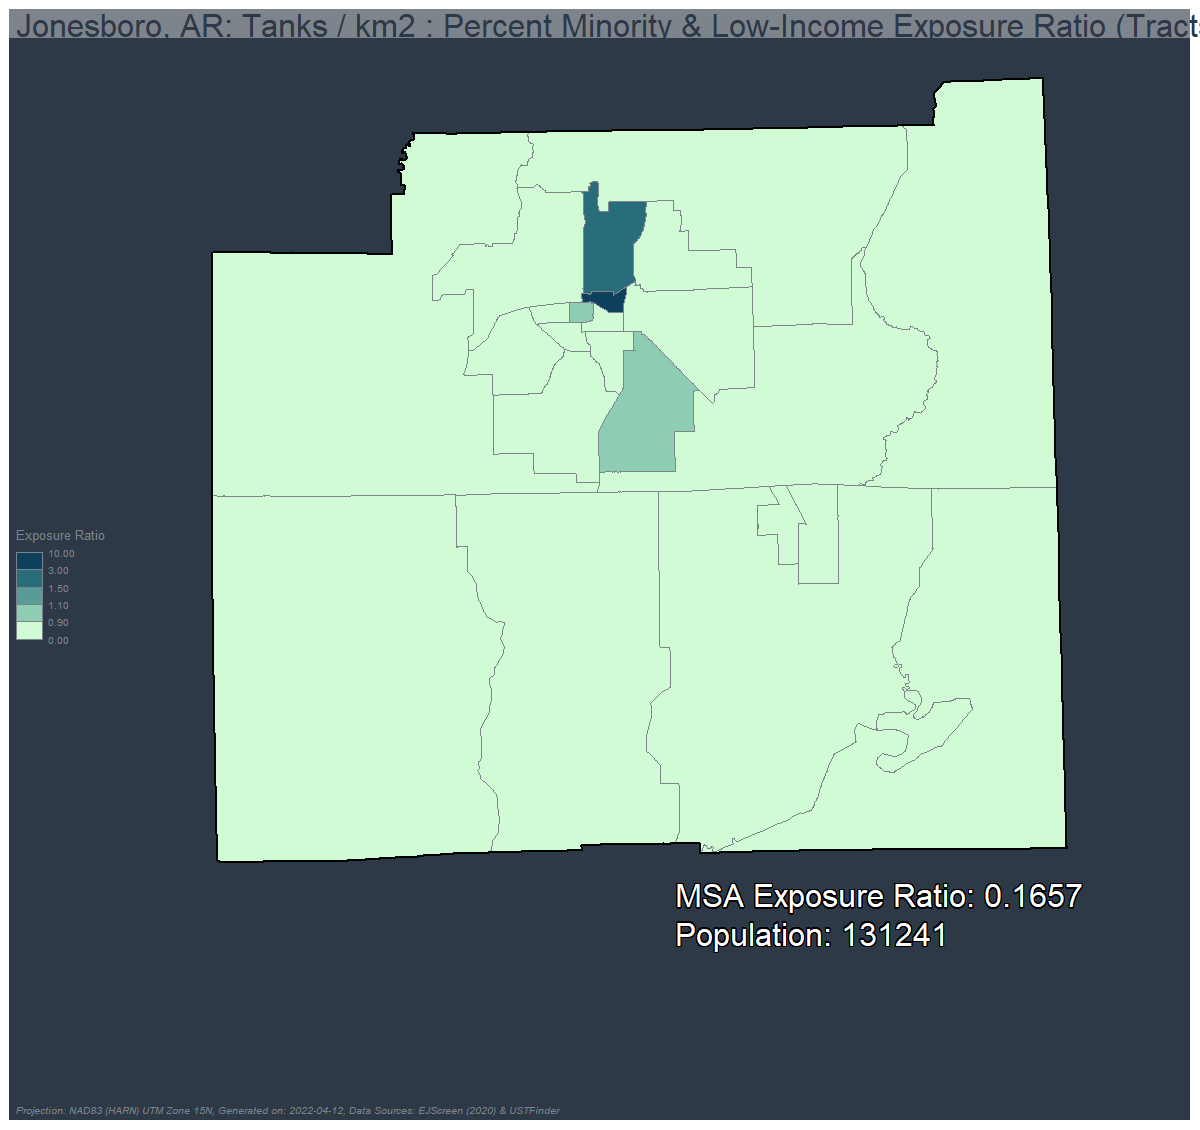 Jonesboro, AR: Tanks / km2 : Percent Minority & Low-Income Exposure Ratio (Tracts
Exposure Ratio
10.00
3.00
1.50
1.10
0.90
0.00
MSA Exposure Ratio: 0.1657
Population: 131241
Projection: NAD83 (HARN) UTM Zone 15N, Generated on: 2022-04-12, Data Sources: EJScreen (2020) & USTFinder